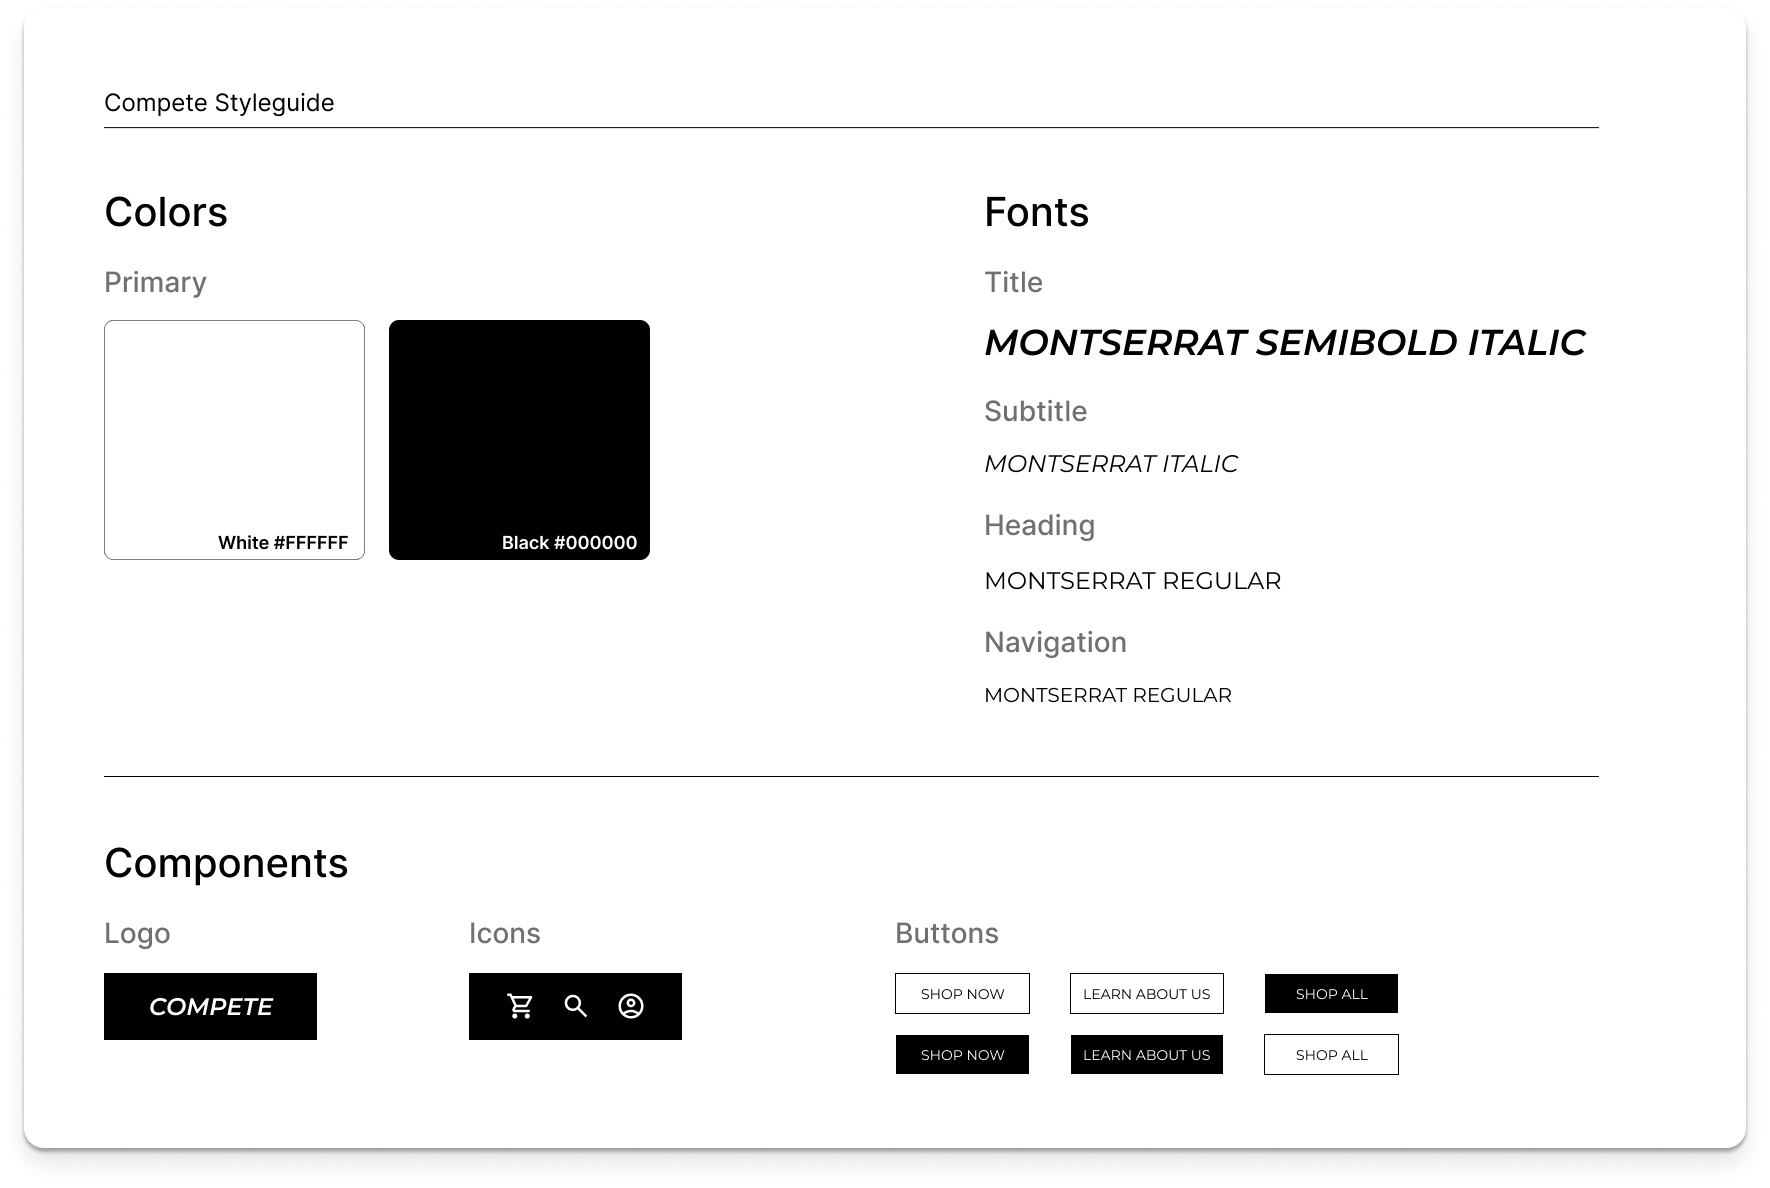 Compete Styleguide
Colors
Primary
White #FFFFFF
Black #000000
Fonts
Title
MONTSERRAT SEMIBOLD ITALIC
Subtitle
MONTSERRAT ITALIC
Heading
MONTSERRAT REGULAR
Navigation
MONTSERRAT REGULAR
Components
Logo
COMPETE
Icons
Buttons
SHOP NOW
LEARN ABOUT US
SHOP ALL
SHOP NOW
LEARN ABOUT US
SHOP ALL